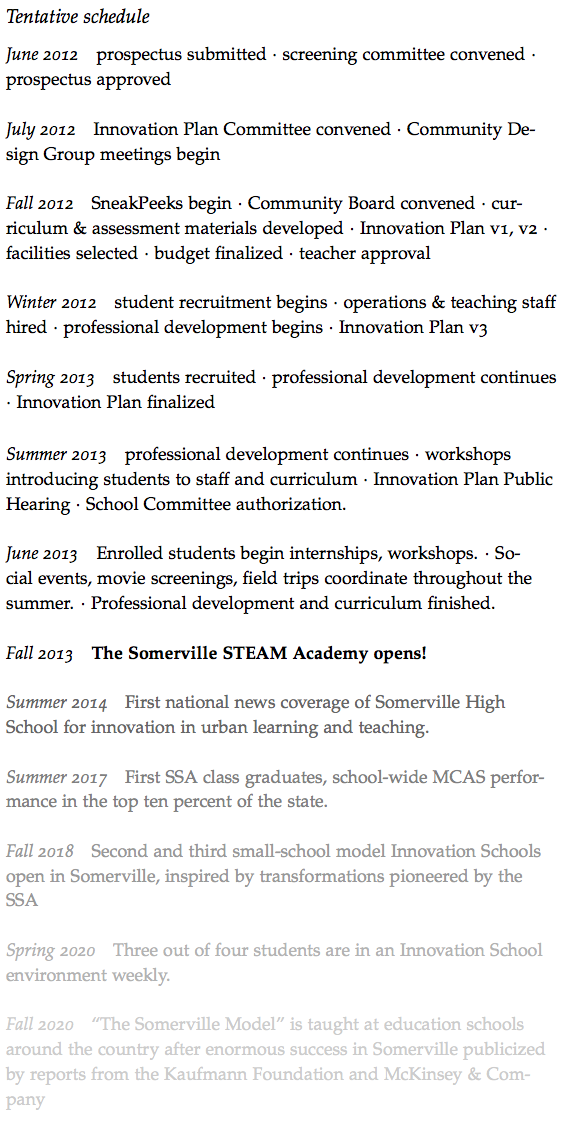 Tentative schedule
June 2012 prospectus submitted · screening committee convened ·
prospectus approved
July 2012 Innovation Plan Committee convened · Community De-
sign Group meetings begin
Fall 2012 SneakPeeks begin · Community Board convened · cur-
riculum & assessment materials developed · Innovation Plan v1, v2 ·
facilities selected · budget finalized · teacher approval
Winter 2012 student recruitment begins · operations & teaching staff
hired · professional development begins · Innovation Plan v3
Spring 2013 students recruited · professional development continues
· Innovation Plan finalized
Summer 2013 professional development continues · workshops
introducing students to staff and curriculum · Innovation Plan Public
Hearing · School Committee authorization.
June 2013 Enrolled students begin internships, workshops. · So-
cial events, movie screenings, field trips coordinate throughout the
summer. · Professional development and curriculum finished.
Fall 2013 The Somerville STEAM Academy opens!
Summer 2014 First national news coverage of Somerville High
School for innovation in urban learning and teaching.
Summer 2017 First SSA class graduates, school-wide MCAS perfor-
mance in the top ten percent of the state.
Fall 2018 Second and third small-school model Innovation Schools
open in Somerville, inspired by transformations pioneered by the
SSA
Spring 2020 Three out of four students are in an Innovation School
environment weekly.
Fall 2020 “The Somerville Model” is taught at education schools
around the country after enormous success in Somerville publicized
by reports from the Kaufmann Foundation and McKinsey & Com-
pany